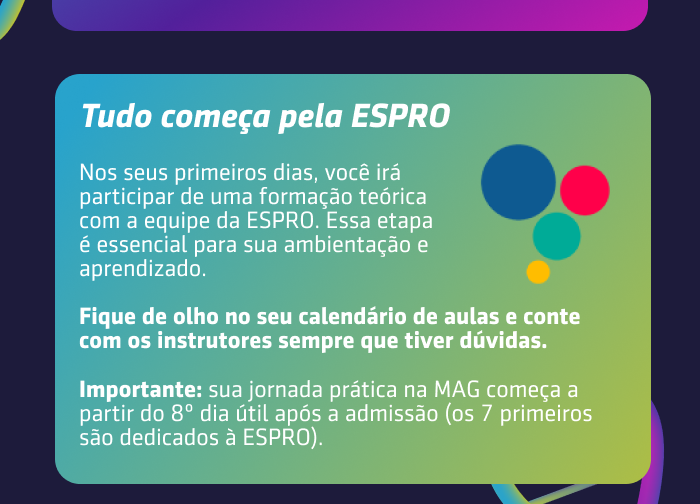 Tudo começa pela ESPRO
Nos seus primeiros dias, você irá
participar de uma formação teórica
com a equipe da ESPRO. Essa etapa
é essencial para sua ambientação e
aprendizado.
Fique de olho no seu calendário de aulas e conte
com os instrutores sempre que tiver dúvidas.
Importante: sua jornada prática na MAG começa a
partir do 8º dia útil após a admissão (os 7 primeiros
são dedicados à ESPRO).